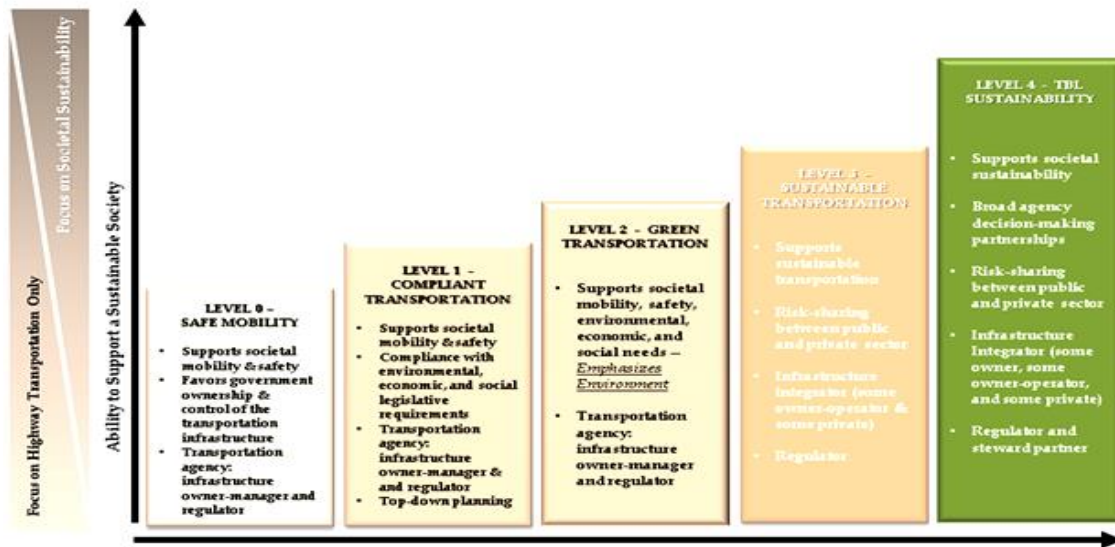 Focus on Societal Sustainability
Focus on Highway Transportation Only
Ability to Support a Sustainable Society
LEVEL 0 –
SAFE MOBILITY
• Supports societal
mobility & safety
• Favors government
ownership &
control of the
transportation
infrastructure
• Transportation
agency:
infrastructure
owner-manager and
regulator
LEVEL 1 –
COMPLIANT
TRANSPORTATION
• Supports societal
mobility & safety
• Compliance with
environmental,
economic, and social
legislative
requirements
• Transportation
agency:
infrastructure
owner-manager &
and regulator
• Top-down planning
LEVEL 2 – GREEN
TRANSPORTATION
• Supports societal
mobility, safety,
environmental,
economic, and
social needs –
Emphasizes
Environment
• Transportation
agency:
infrastructure
owner-manager
and regulator
LEVEL 3 –
SUSTAINABLE
TRANSPORTATION
• Supports
sustainable
transportation
• Risk-sharing
between public
and private sector
• Infrastructure
Integrator (some
owner-operator &
some private)
• Regulator
LEVEL 4 – TBL
SUSTAINABILITY
• Supports societal
sustainability
• Broad agency
decision-making
partnerships
• Risk-sharing
between public
and private sector
• Infrastructure
Integrator (some
owner, some
owner-operator,
and some private)
• Regulator and
steward partner